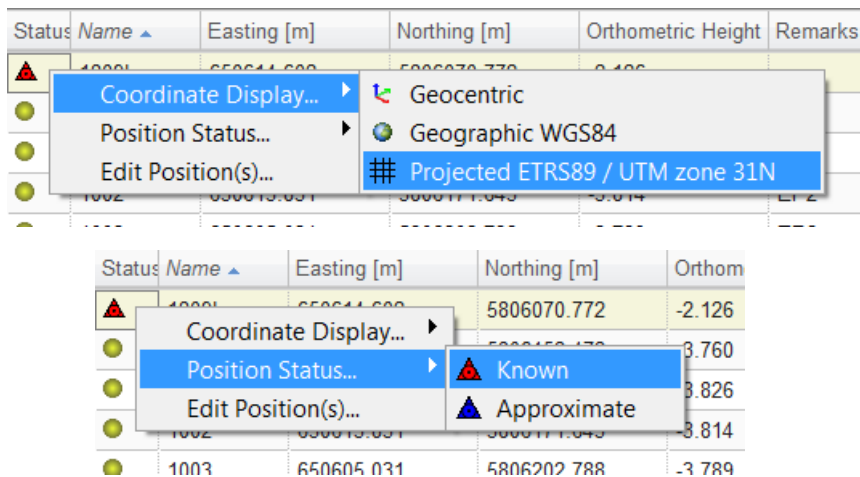 Status Name Easting [m] Northing [m] Orthometric Height Remarks
Coordinate Display... Geocentric
Position Status... Geographic WGS84
Edit Position(s)... Projected ETRS89 / UTM zone 31N
Status Name Easting [m] Northing [m] Orthom
5806070.772 -2.126
Coordinate Display...
3.760
Position Status... Known
3.826
Edit Position(s)... Approximate
-3.814
1003 650605.031 5806202.788 -3.789